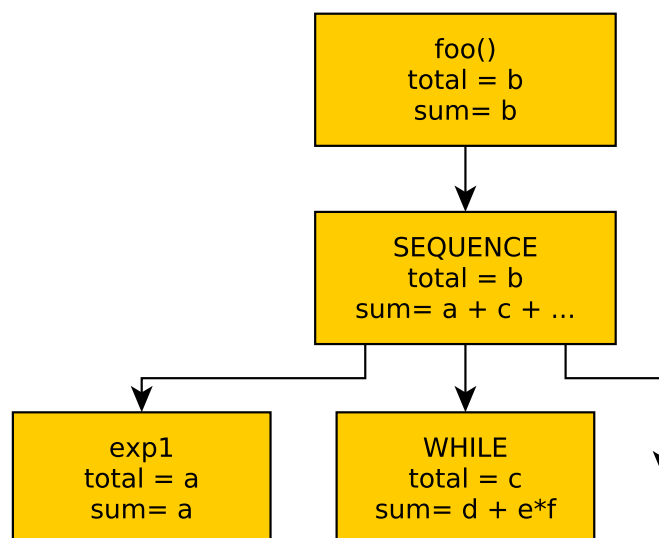 foo()
total = b
sum= b
SEQUENCE
total = b
sum= a + c + ...
exp1
total = a
sum= a
WHILE
total = c
sum= d + e*f